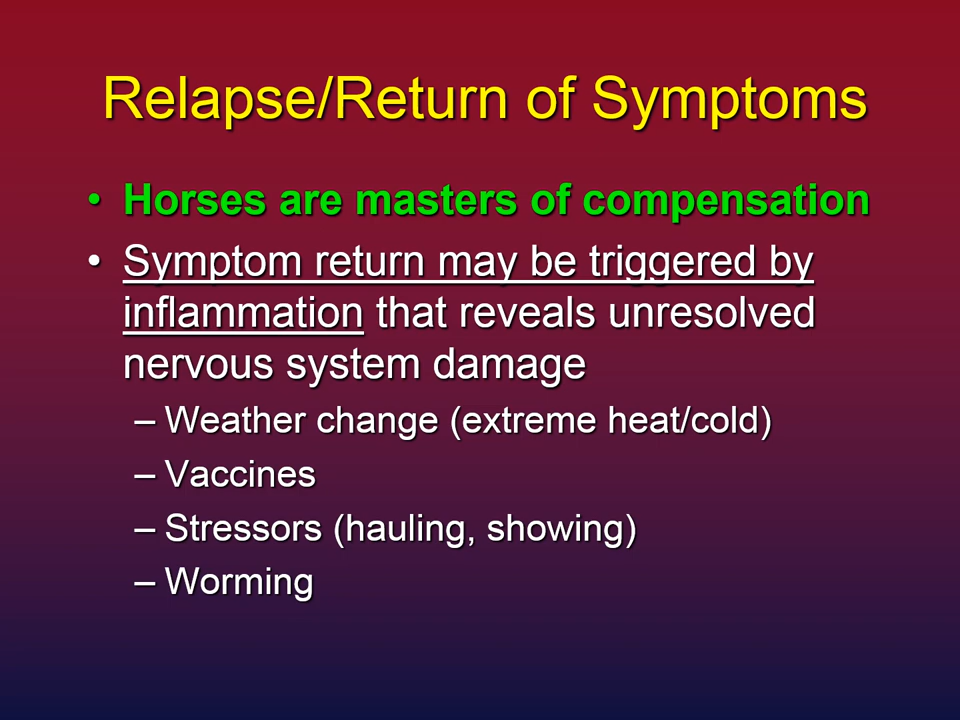 Relapse/Return of Symptoms
• Horses are masters of compensation
• Symptom return may be triggered by
inflammation that reveals unresolved
nervous system damage
– Weather change (extreme heat/cold)
– Vaccines
– Stressors (hauling, showing)
– Worming